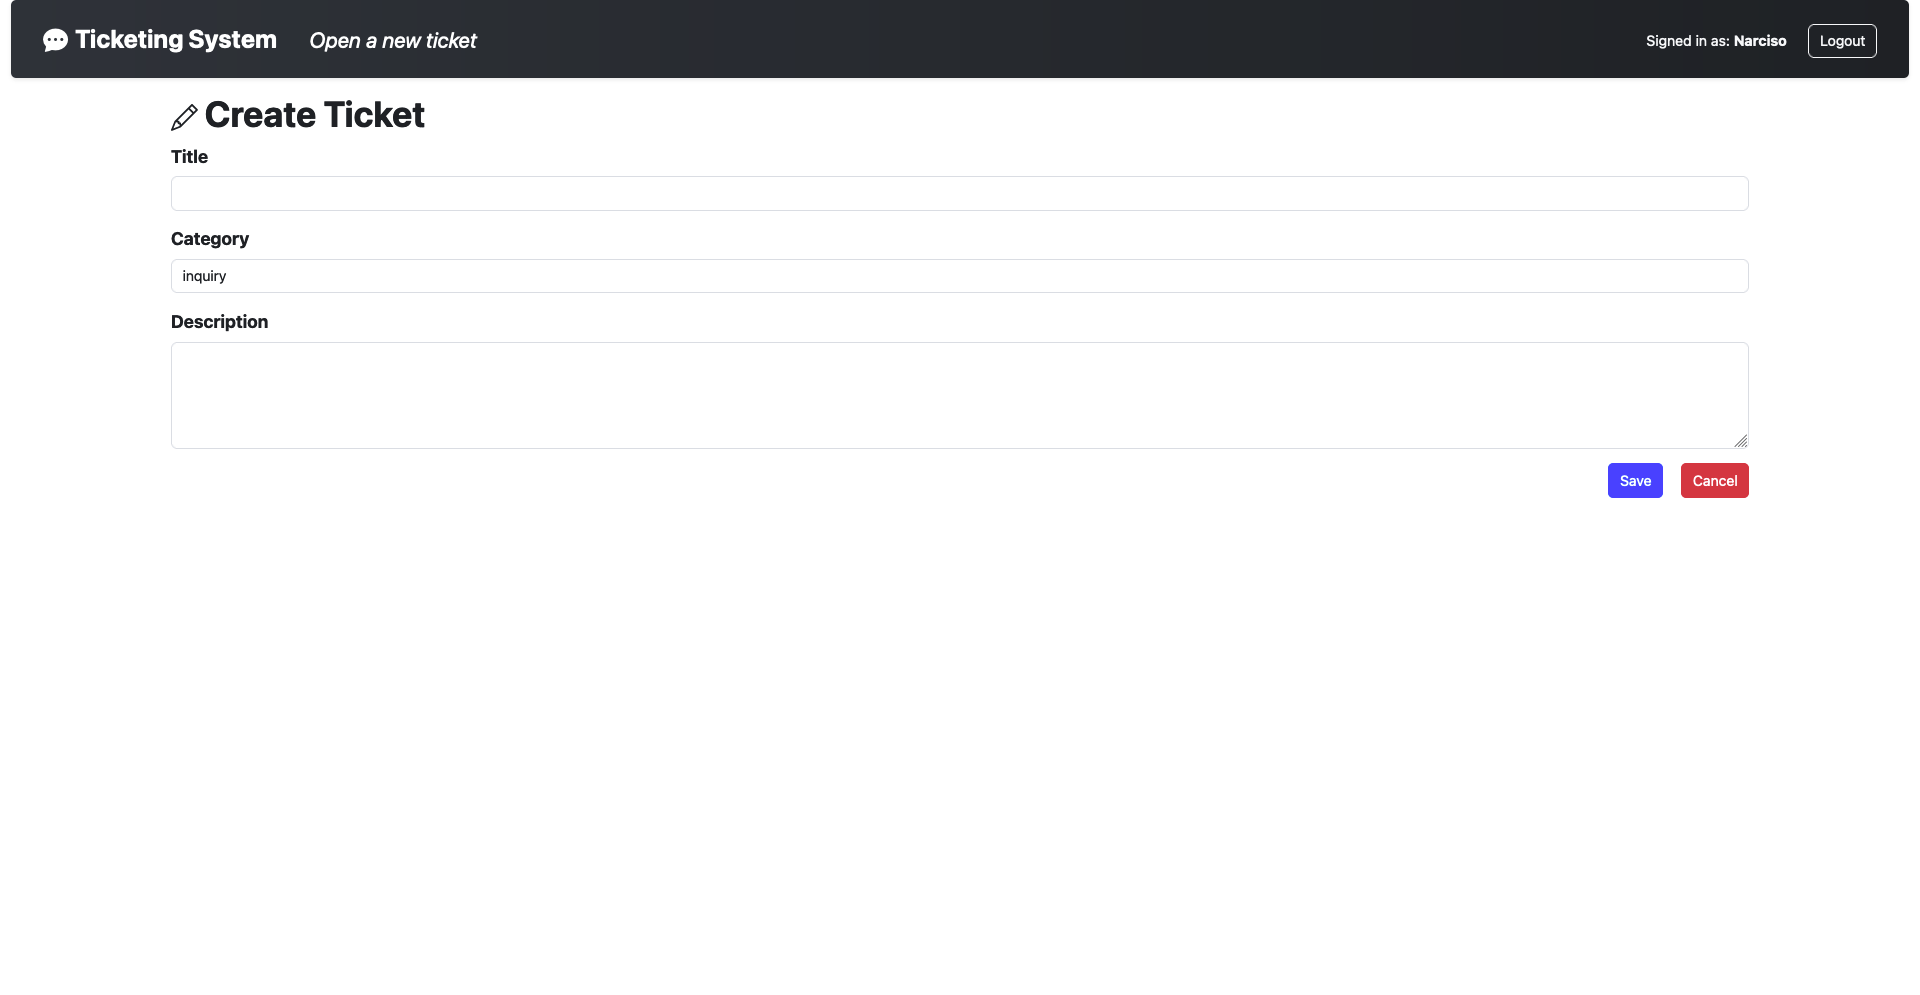 Ticketing System Open a new ticket Signed in as: Narciso Logout
Create Ticket
Title
Category
inquiry
Description
Save Cancel